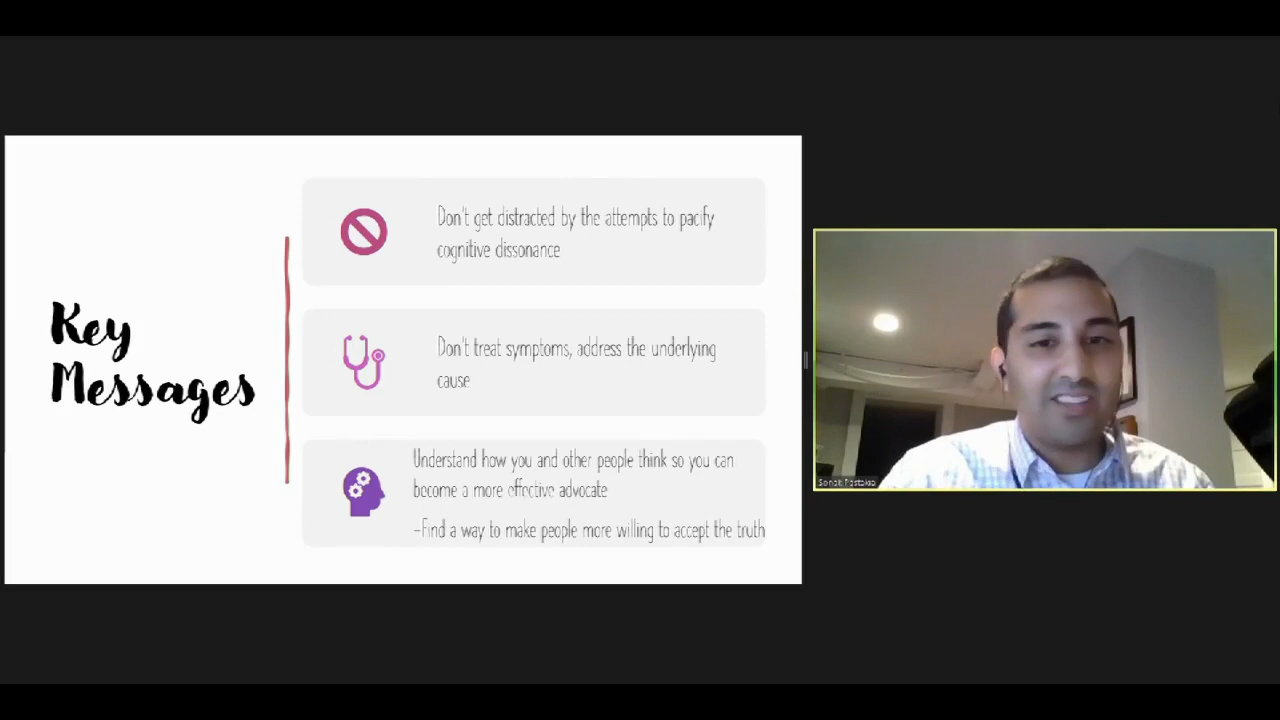 Key
Messages
Don't get distracted by the attempts to pacify
cognitive dissonance
Don't treat symptoms, address the underlying
cause
Understand how you and other people think so you can
become a more effective advocate
-Find a way to make people more willing to accept the truth